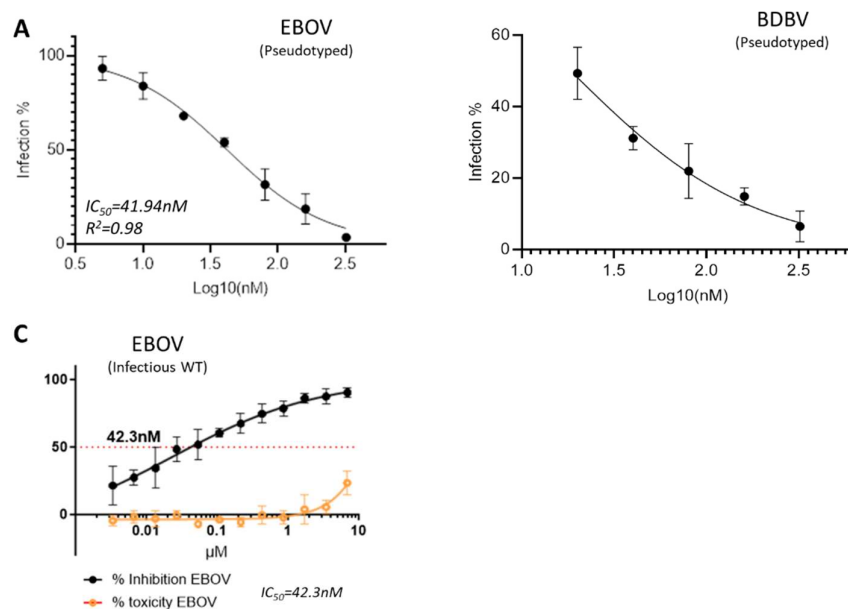 A
EBOV
(Pseudotyped)
100
50
0
Infection %
IC50=41.94nM
R²=0.98
0.5 1.0 1.5 2.0 2.5
Log10(nM)
BDBV
(Pseudotyped)
60
40
20
0
Infection %
1.0 1.5 2.0 2.5
Log10(nM)
C
EBOV
(Infectious WT)
100
42.3nM
50
0
0.01 0.1 1 10
µM
% Inhibition EBOV
% toxicity EBOV
IC50=42.3nM